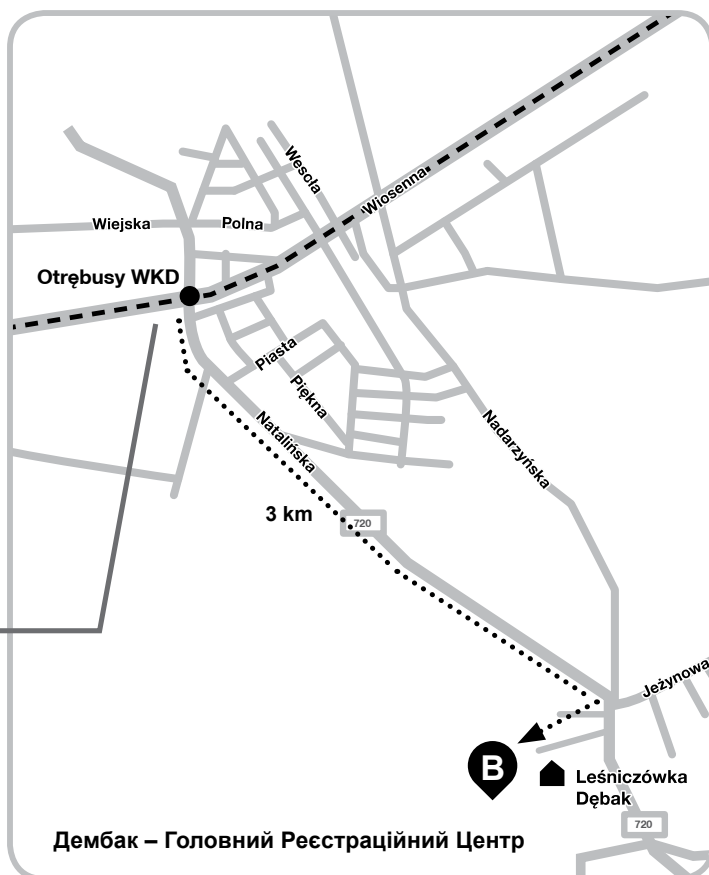 Wesoła
Wiosenna
Wiejska
Polna
Otrębusy WKD
Piasta
Piękna
Natalińska
Nadarzyńska
3 km
720
Jeżynowa
B
Leśniczówka
Dębak
720
Дембак – Головний Реєстраційний Центр